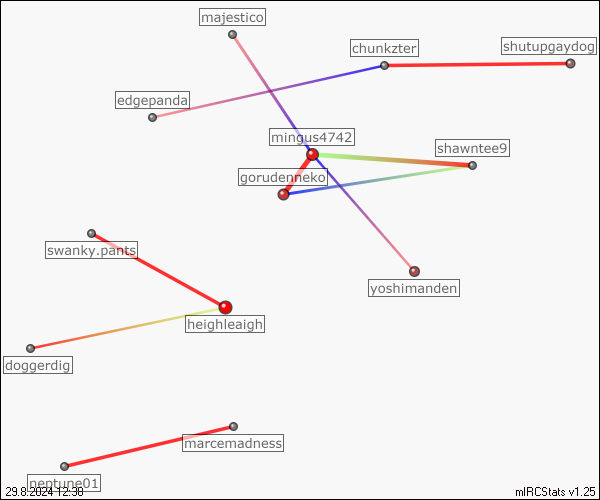 majestico
chunkzter
shutupgaydog
edgepanda
mingus4742
shawntee9
gorudenneko
swanky.pants
yoshimanden
heighleaigh
doggerdig
marcemadness
neptune01
29.8.2024 12:38
mIRCStats v1.25